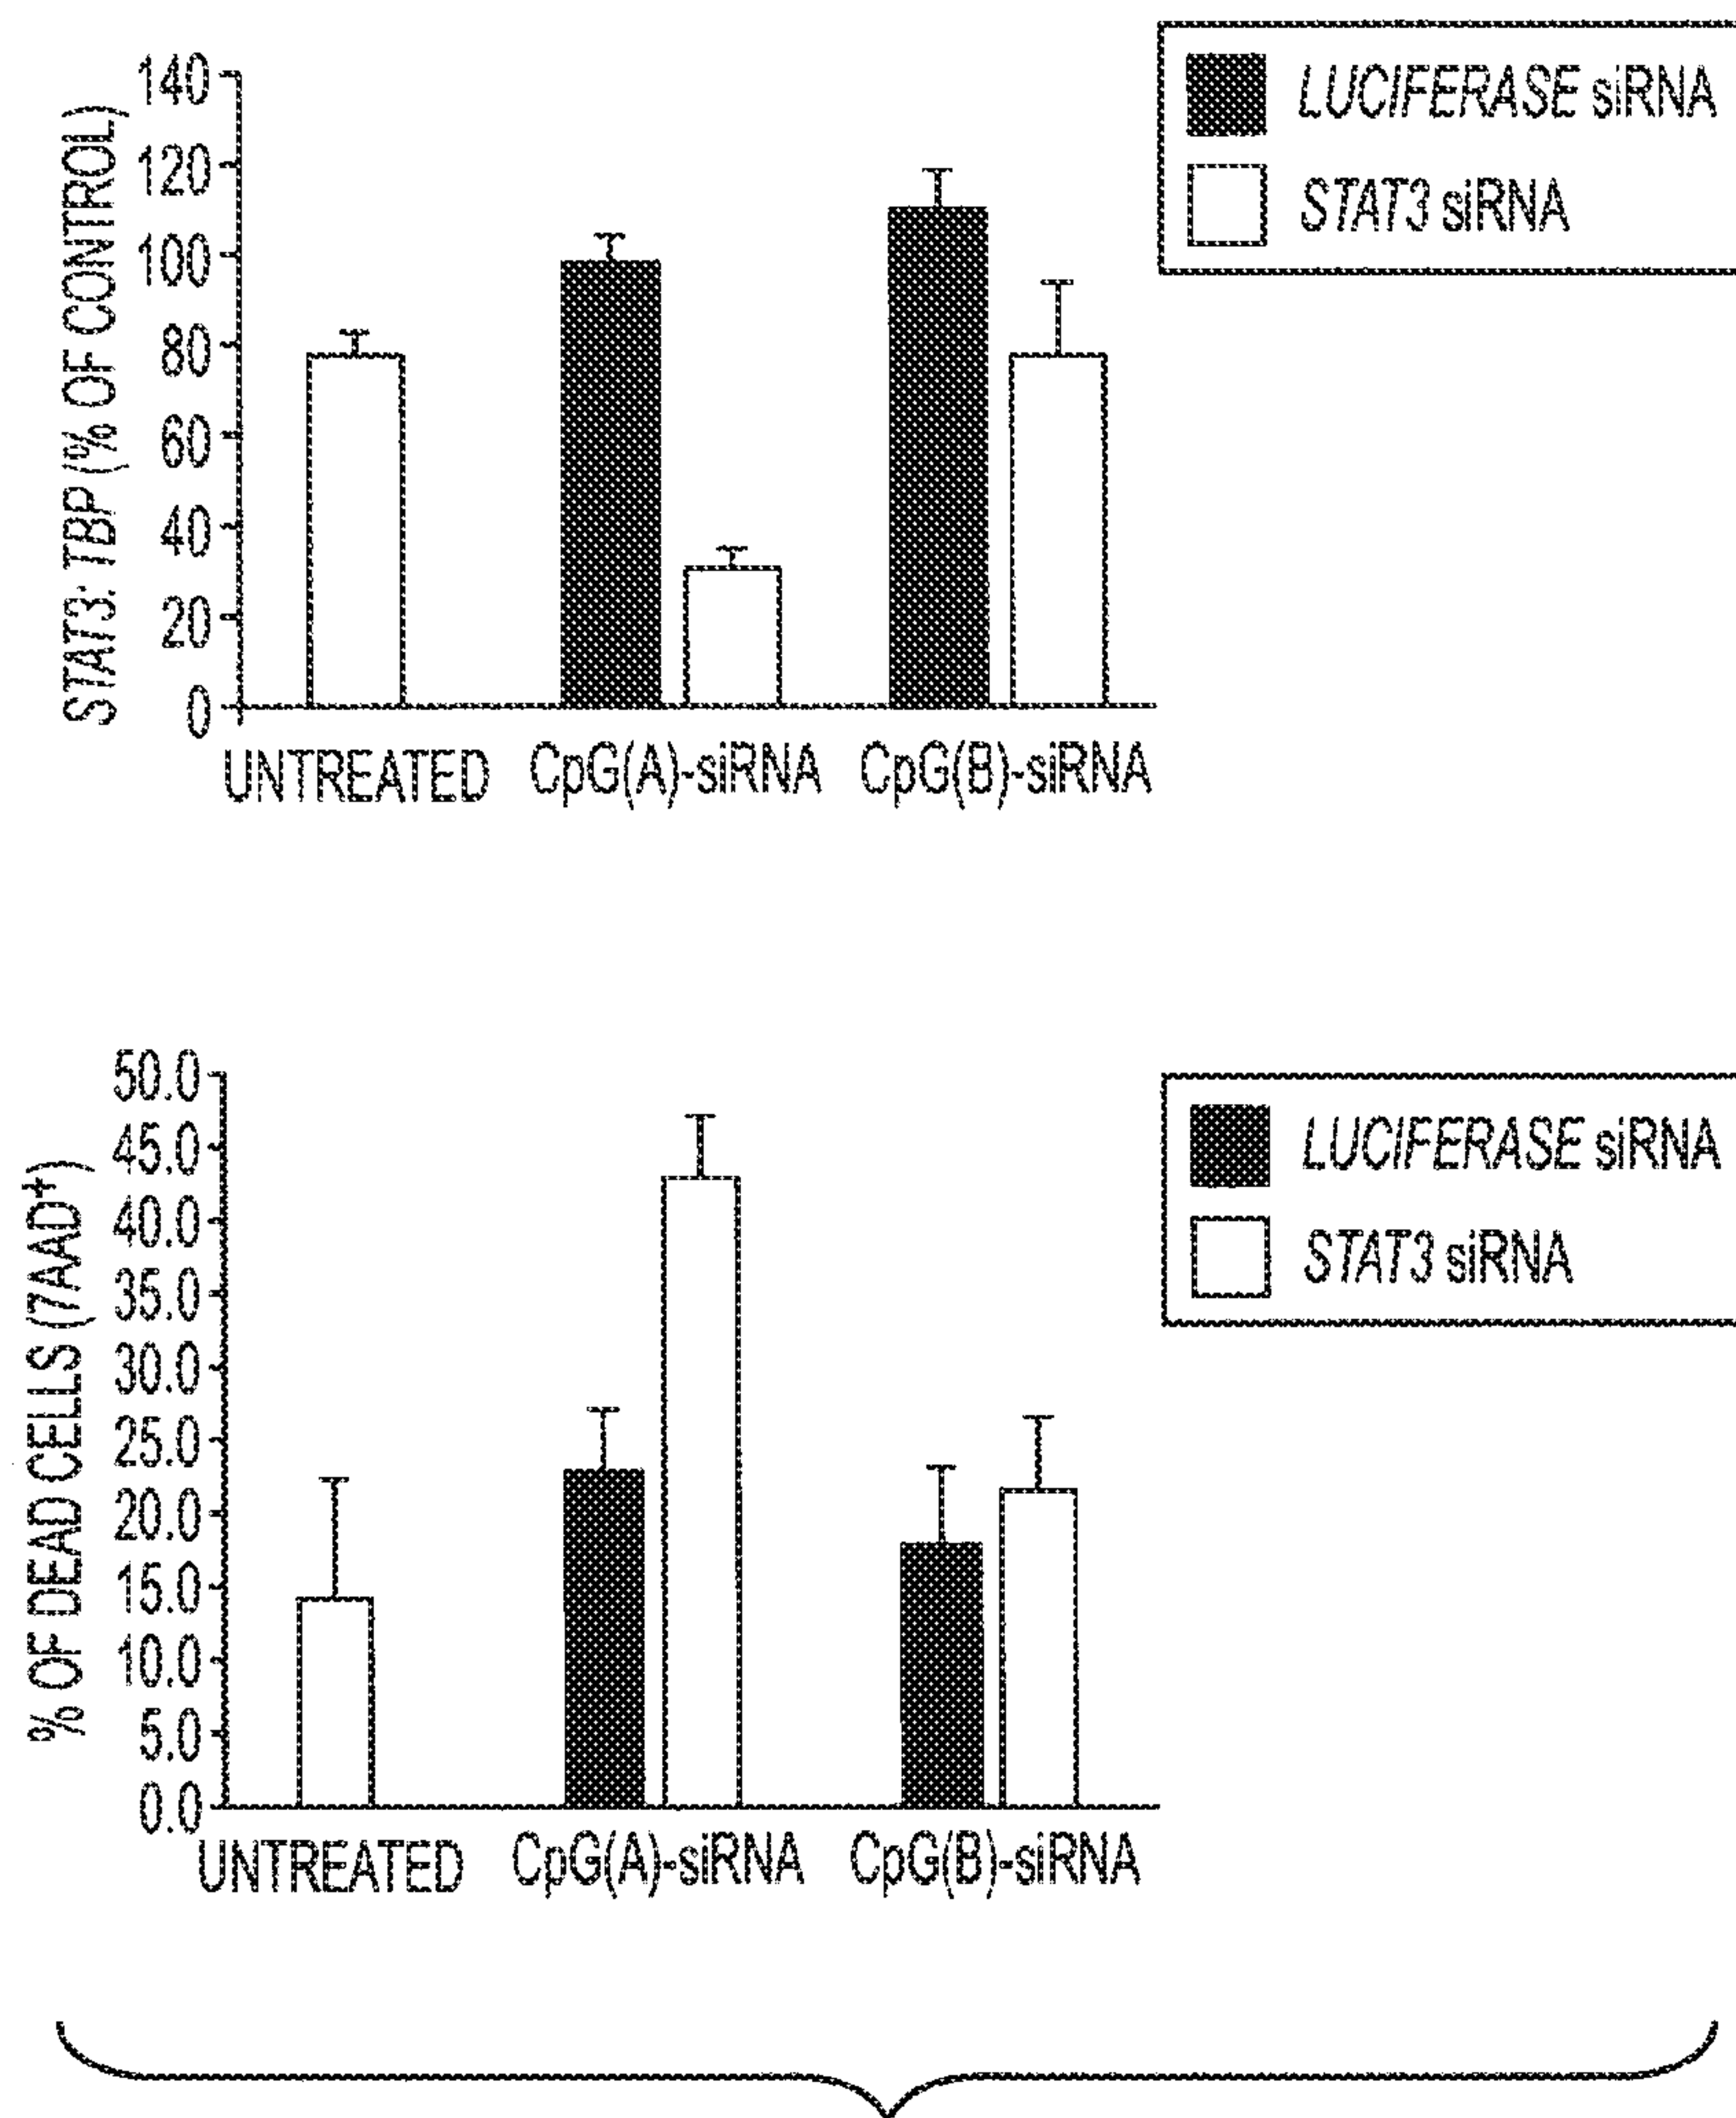 LUCIFERASE siRNA
STAT3 siRNA
STAT3: TBP (% OF CONTROL)
140
120
100
80
60
40
20
0
UNTREATED CpG(A)-siRNA CpG(B)-siRNA
LUCIFERASE siRNA
STAT3 siRNA
% OF DEAD CELLS (7AAD⁺)
50.0
45.0
40.0
35.0
30.0
25.0
20.0
15.0
10.0
5.0
0.0
UNTREATED CpG(A)-siRNA CpG(B)-siRNA